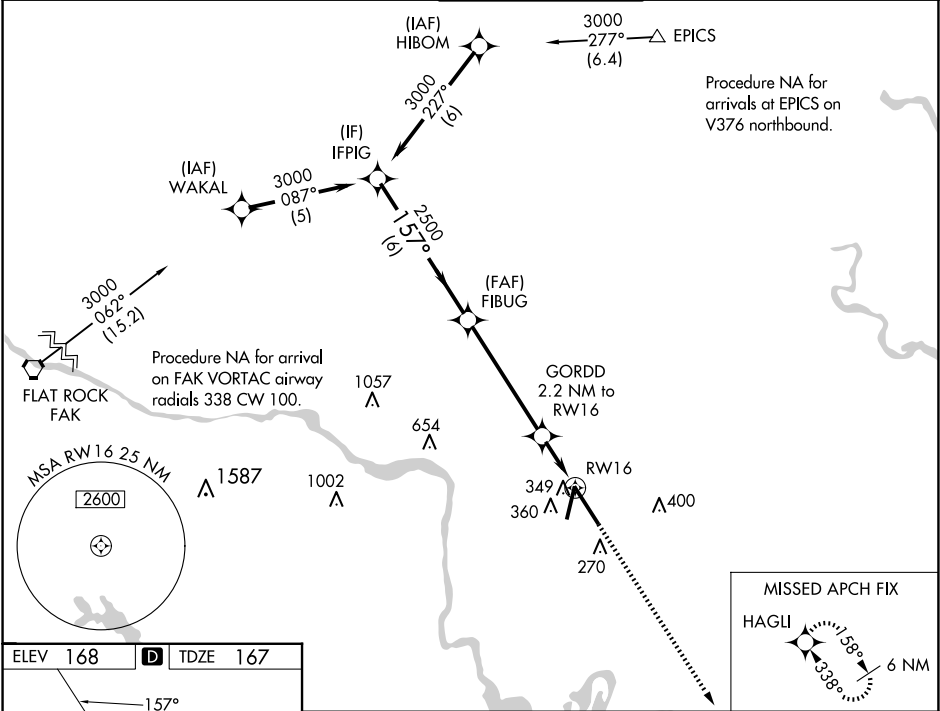 (IAF)
HIBOM
3000
277°
(6.4)
EPICS
Procedure NA for
arrivals at EPICS on
V376 northbound.
3000
227°
(6)
(IF)
IFPIG
(IAF)
WAKAL
3000
087°
(5)
2500
157°
(6)
(FAF)
FIBUG
3000
062°
(15.2)
FLAT ROCK
FAK
Procedure NA for arrival
on FAK VORTAC airway
radials 338 CW 100.
GORDD
2.2 NM to
RW16
1057
654
RW16
349
360
400
270
1587
1002
MSA RW16 25 NM
2600
MISSED APCH FIX
HAGLI
158°
338°
6 NM
ELEV 168 D TDZE 167
157°